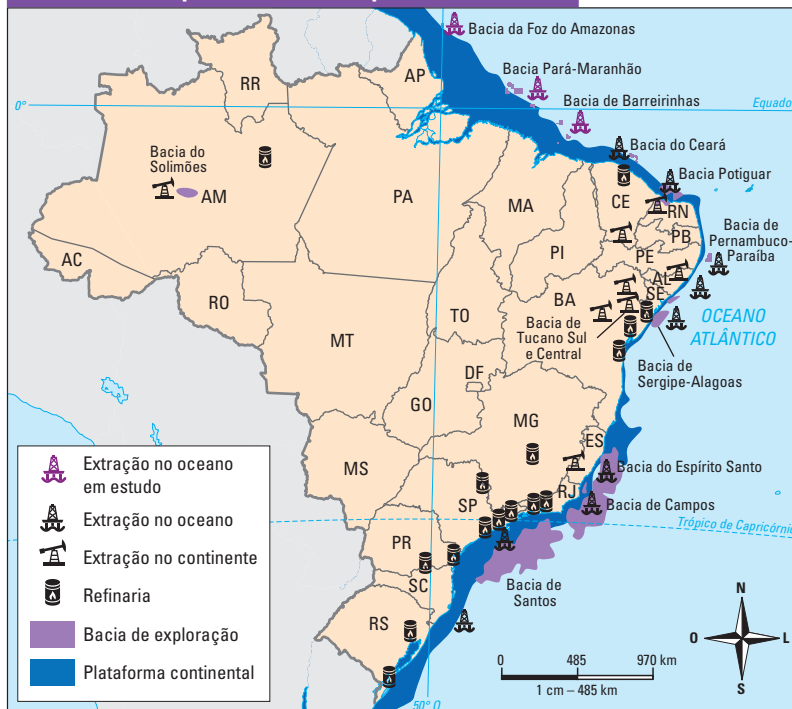 Bacia da Foz do Amazonas
Bacia Pará-Maranhão
Bacia de Barreirinhas
AP
RR
0°
Equado
Bacia do Ceará
Bacia do
Solimões
Bacia Potiguar
AM
PA
MA
CE
RN
PB
Bacia de
Pernambuco-
Paraíba
PI
PE
AC
AL
SE
RO
TO
BA
OCEANO
ATLÂNTICO
MT
Bacia de
Tucano Sul
e Central
Bacia de
Sergipe-Alagoas
DF
GO
MG
ES
MS
Bacia do Espírito Santo
SP
RJ
Bacia de Campos
Trópico de Capricórnio
PR
SC
Bacia de
Santos
RS
Extração no oceano
em estudo
Extração no oceano
Extração no continente
Refinaria
Bacia de exploração
Plataforma continental
N
O
L
S
0
485
970 km
1 cm – 485 km
50° O